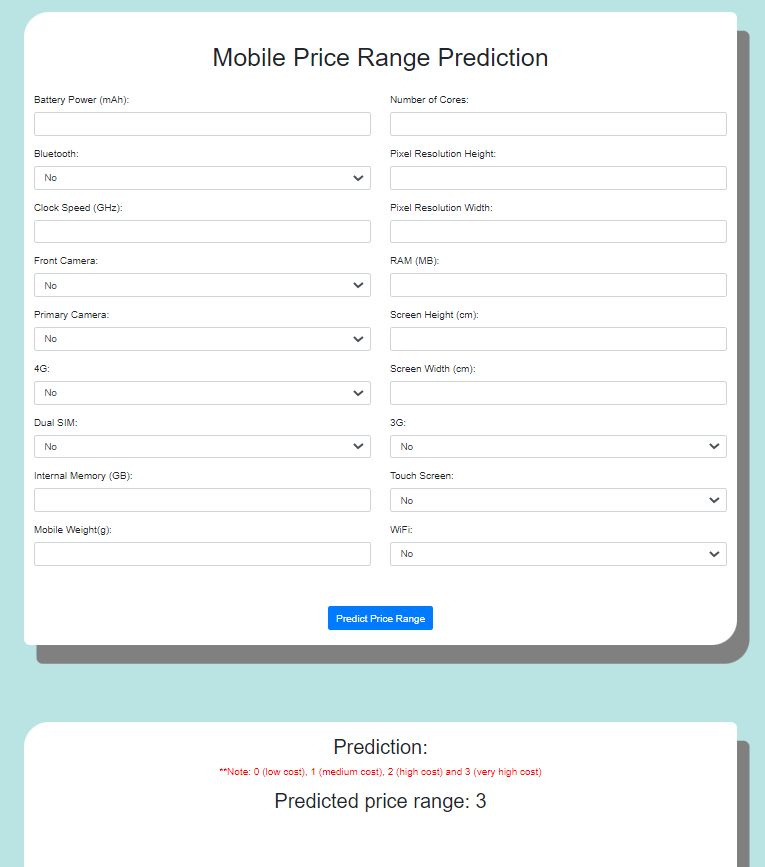 Mobile Price Range Prediction
Battery Power (mAh):
Bluetooth:
No
Clock Speed (GHz):
Front Camera:
No
Primary Camera:
No
4G:
No
Dual SIM:
No
Internal Memory (GB):
Mobile Weight(g):
Number of Cores:
Pixel Resolution Height:
Pixel Resolution Width:
RAM (MB):
Screen Height (cm):
Screen Width (cm):
3G:
No
Touch Screen:
No
WiFi:
No
Predict Price Range
Prediction:
**Note: 0 (low cost), 1 (medium cost), 2 (high cost) and 3 (very high cost)
Predicted price range: 3